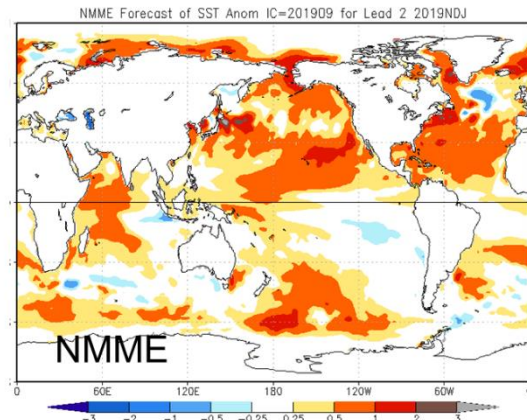 NMME Forecast of SST Anom IC=201909 for Lead 2 2019NDJ
NMME
0 60E 120E 180 120W 60W
-3 -2 -1 -0.5 -0.25 0.25 0.5 1 2 3